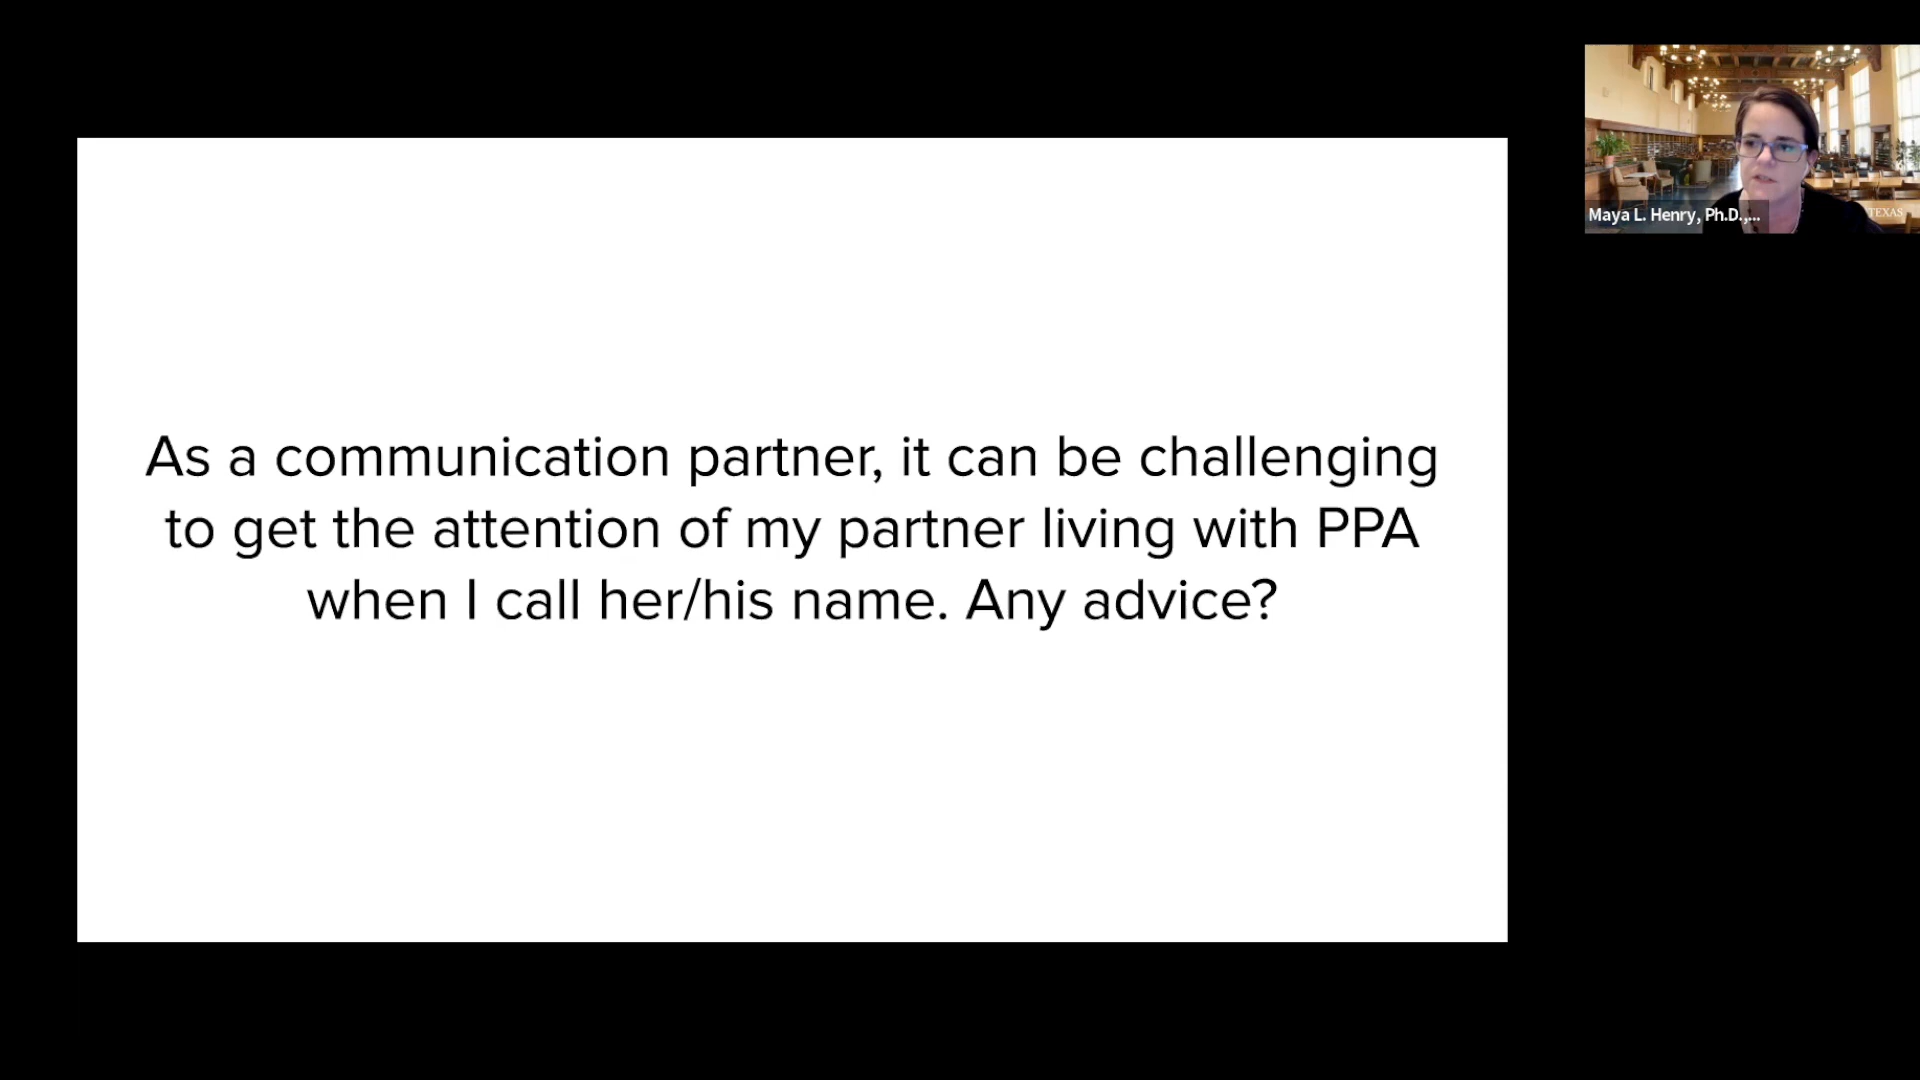 As a communication partner, it can be challenging
to get the attention of my partner living with PPA
when I call her/his name. Any advice?
Maya L. Henry, Ph.D.,...
TEXAS